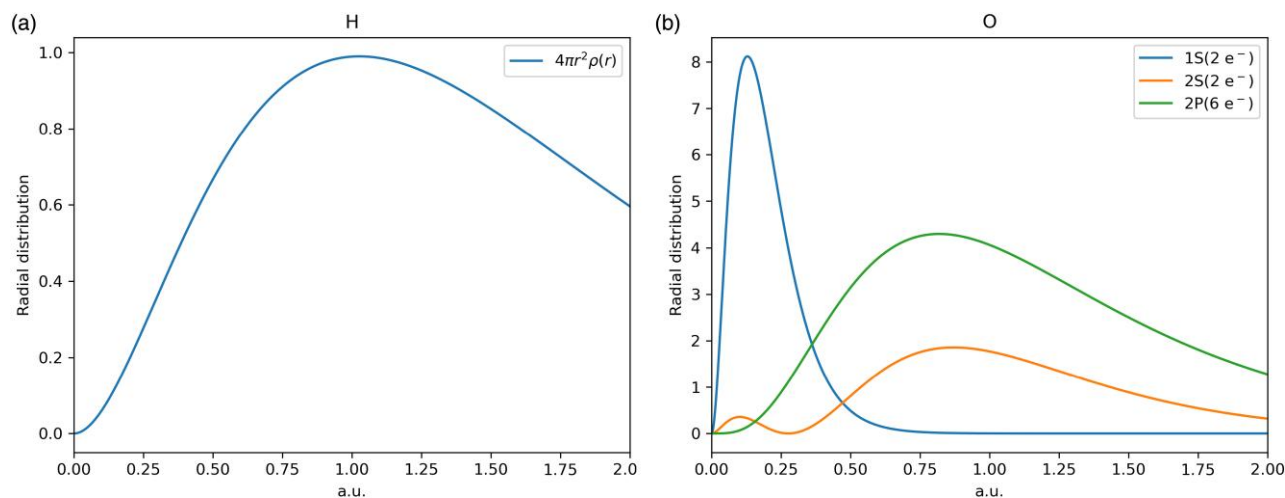 (a)
H
4πr²ρ(r)
Radial distribution
1.0
0.8
0.6
0.4
0.2
0.0
0.00 0.25 0.50 0.75 1.00 1.25 1.50 1.75 2.0
a.u.
(b)
O
1S(2 e⁻)
2S(2 e⁻)
2P(6 e⁻)
Radial distribution
8
7
6
5
4
3
2
1
0
0.00 0.25 0.50 0.75 1.00 1.25 1.50 1.75 2.00
a.u.